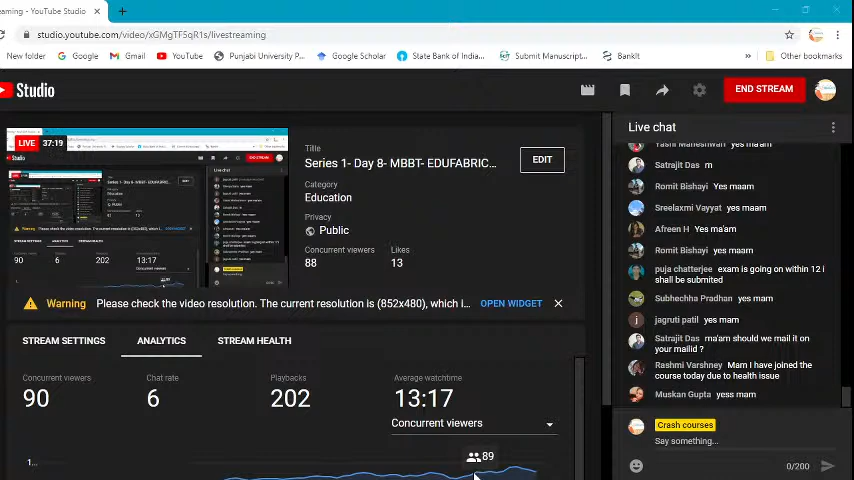 eaming - YouTube Studio
studio.youtube.com/video/xGMgTF5qR1s/livestreaming
New folder
Google
Gmail
YouTube
Punjabi University P...
Google Scholar
State Bank of India,...
Submit Manuscript...
BankIt
»
Other bookmarks
Studio
END STREAM
LIVE 37:19
Title
Series 1- Day 8- MBBT- EDUFABRIC...
EDIT
Category
Education
Privacy
Public
Concurrent viewers
Likes
88
13
Warning Please check the video resolution. The current resolution is (852x480), which i...
OPEN WIDGET
STREAM SETTINGS
ANALYTICS
STREAM HEALTH
Concurrent viewers
Chat rate
Playbacks
Average watchtime
90
6
202
13:17
Concurrent viewers
89
1...
Live chat
Yashi Maheshwari yes ma'am
Satrajit Das m
Romit Bishayi Yes maam
Sreelaxmi Vayyat yes mam
Afreen H Yes ma'am
Romit Bishayi yes maam
puja chatterjee exam is going on within 12 i
shall be submited
Subhechha Pradhan yes mam
jagruti patil yes mam
Satrajit Das ma'am should we mail it on
your mailid ?
Rashmi Varshney Mam I have joined the
course today due to health issue
Muskan Gupta yess mam
Crash courses
Say something...
0/200